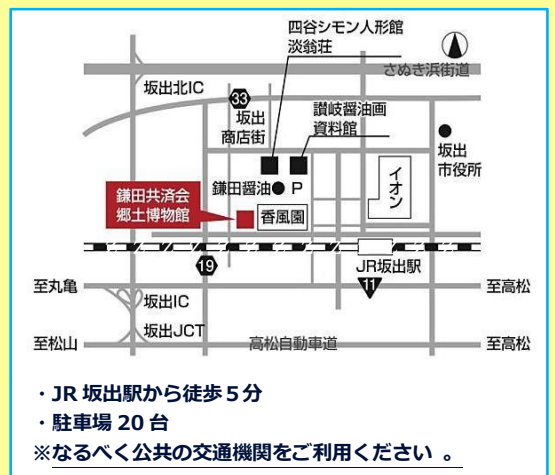 四谷シモン人形館
淡翁荘
さぬき浜街道
坂出北IC
33
坂出
商店街
讃岐醤油画
資料館
坂出
市役所
イオン
鎌田醤油● P
鎌田共済会
郷土博物館
香風園
19
JR坂出駅
11
至丸亀
至高松
坂出IC
坂出JCT
至松山
高松自動車道
至高松
・JR 坂出駅から徒歩５分
・駐車場 20 台
※なるべく公共の交通機関をご利用ください 。